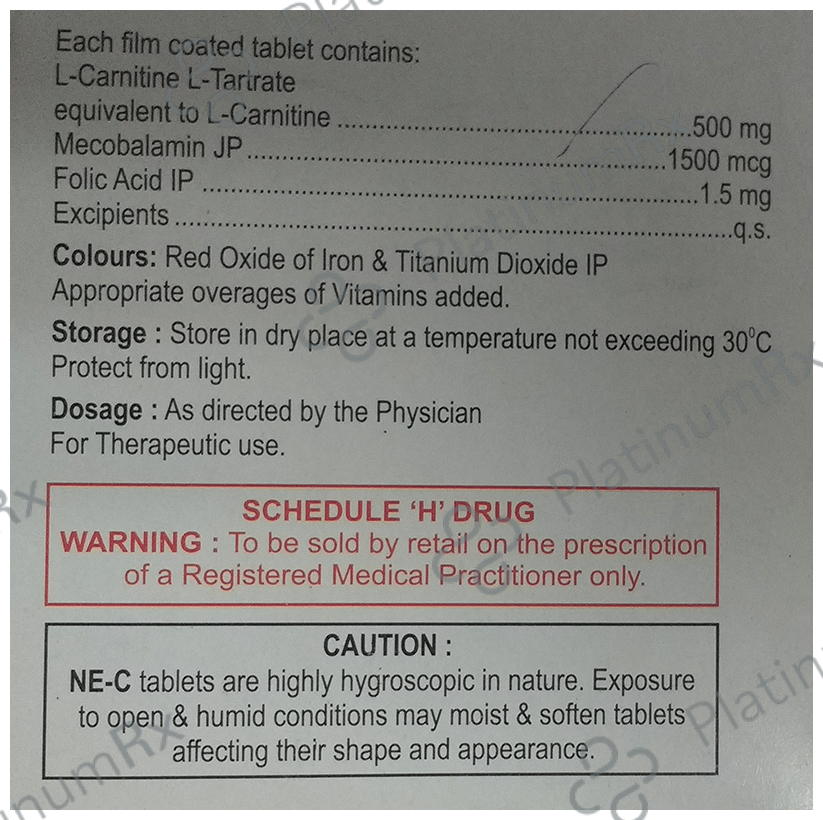 Each film coated tablet contains:
L-Carnitine L-Tartrate
equivalent to L-Carnitine ........................................................500 mg
Mecobalamin JP..................................................................1500 mcg
Folic Acid IP ...........................................................................1.5 mg
Excipients ....................................................................................q.s.
Colours: Red Oxide of Iron & Titanium Dioxide IP
Appropriate overages of Vitamins added.
Storage : Store in dry place at a temperature not exceeding 30⁰C
Protect from light.
Dosage : As directed by the Physician
For Therapeutic use.
SCHEDULE ‘H’ DRUG
WARNING : To be sold by retail on the prescription
of a Registered Medical Practitioner only.
CAUTION :
NE-C tablets are highly hygroscopic in nature. Exposure
to open & humid conditions may moist & soften tablets
affecting their shape and appearance.
PlatinumRx
PlatinumRx